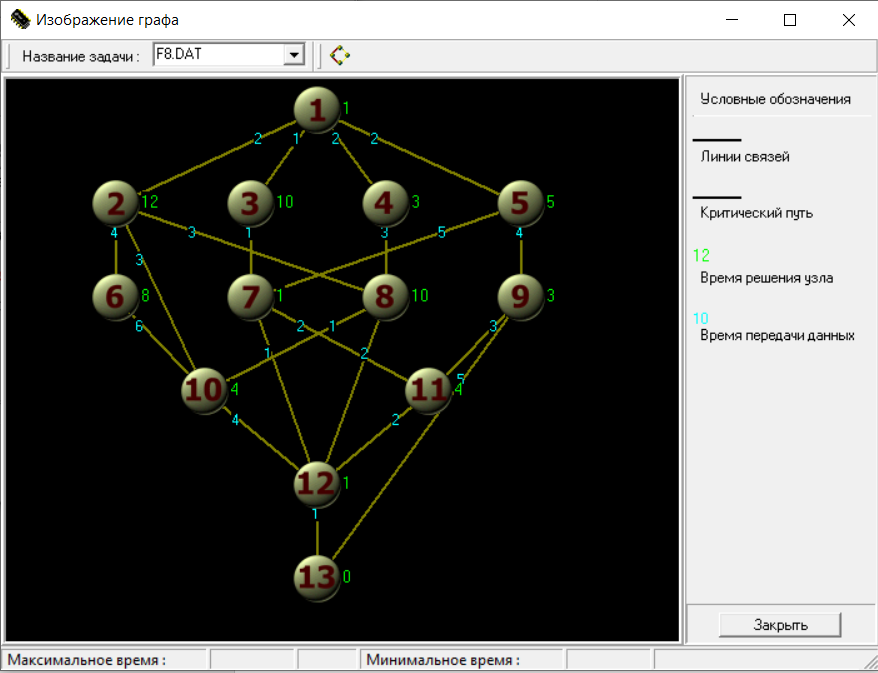 Изображение графа
Название задачи : F8.DAT
Условные обозначения
Линии связей
Критический путь
12
Время решения узла
10
Время передачи данных
1 1
2 1 2 2
2 12 3 10 4 3 5 5
4 3 1 3 5 4
3
6 8 7 1 8 10 9 3
6 2 1 3
1 2
5
10 4 11 4
4 2
12 1
1
13 0
Закрыть
Максимальное время : Минимальное время :